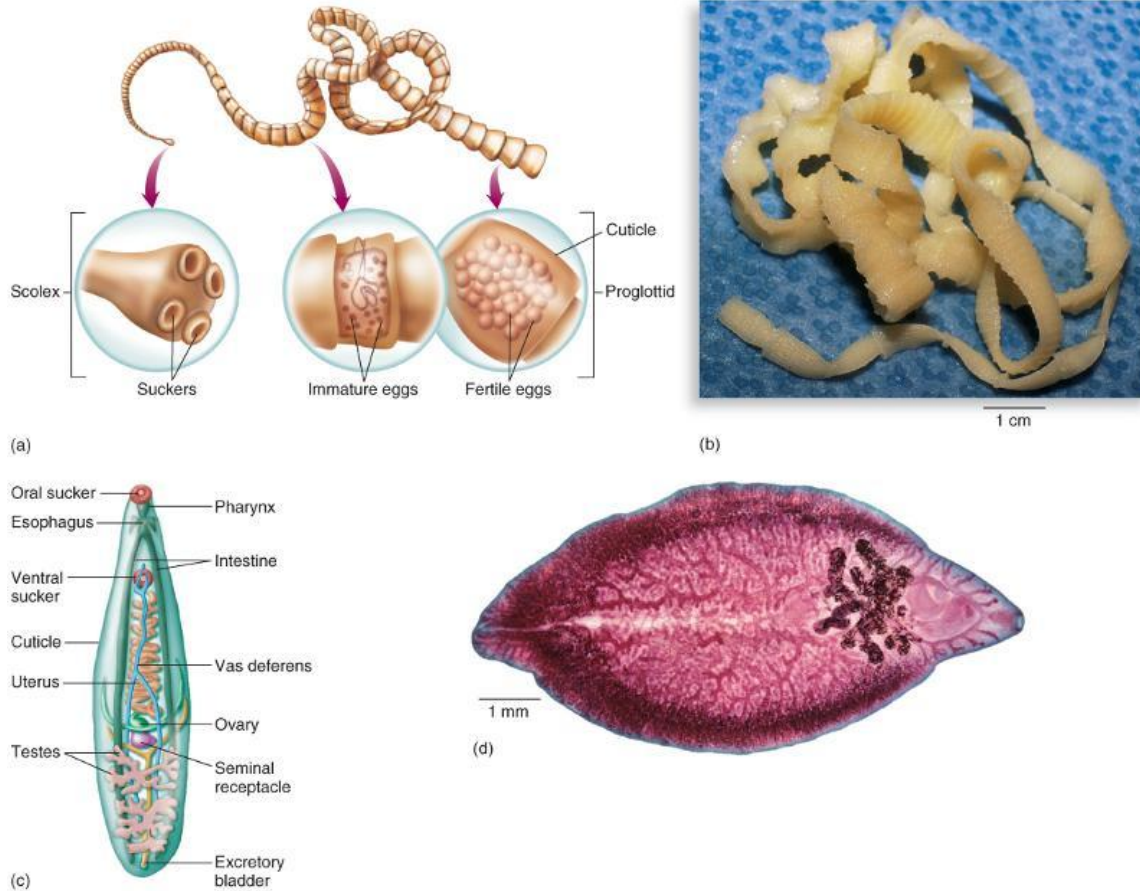 Scolex
Suckers
Immature eggs
Fertile eggs
Cuticle
Proglottid
(a)
1 cm
(b)
Oral sucker
Esophagus
Ventral
sucker
Cuticle
Uterus
Testes
Pharynx
Intestine
Vas deferens
Ovary
Seminal
receptacle
Excretory
bladder
(c)
1 mm
(d)